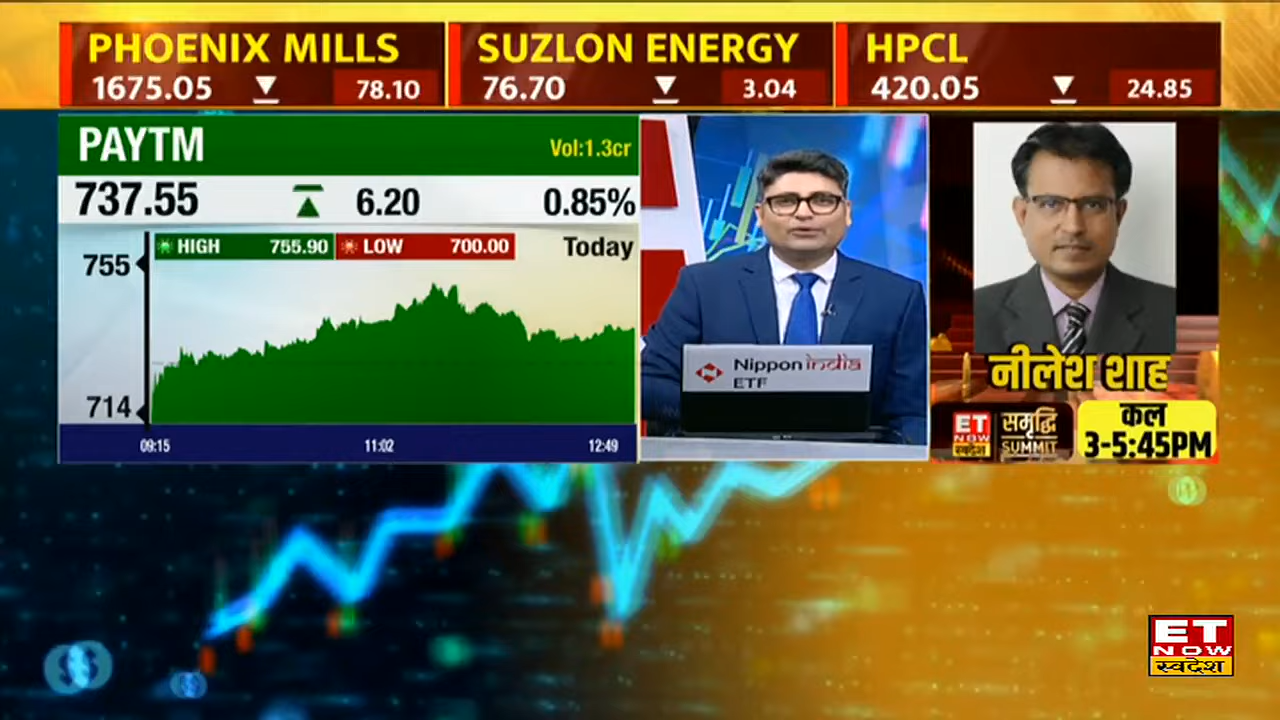 PHOENIX MILLS
1675.05 78.10
SUZLON ENERGY
76.70 3.04
HPCL
420.05 24.85
PAYTM Vol:1.3cr
737.55 6.20 0.85%
HIGH 755.90 LOW 700.00 Today
755
714
09:15 11:02 12:49
Nippon india
ETF
नीलेश शाह
ET
NOW
स्वदेश
समृद्धि
SUMMIT
कल
3-5:45PM
ET
NOW
स्वदेश